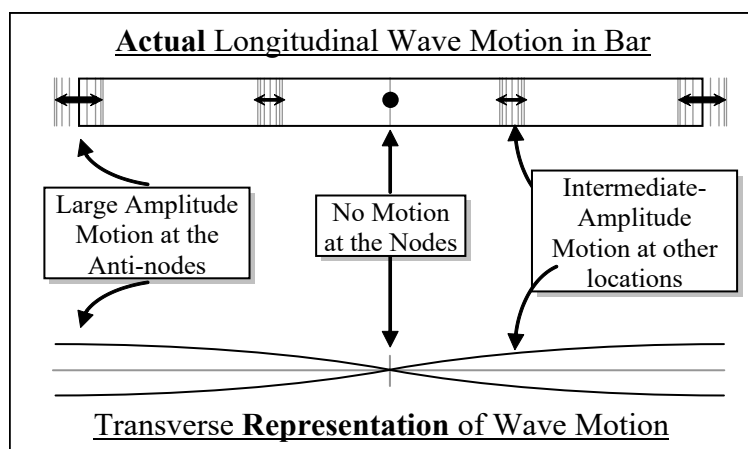 Actual Longitudinal Wave Motion in Bar
Large Amplitude
Motion at the
Anti-nodes
No Motion
at the Nodes
Intermediate-
Amplitude
Motion at other
locations
Transverse Representation of Wave Motion